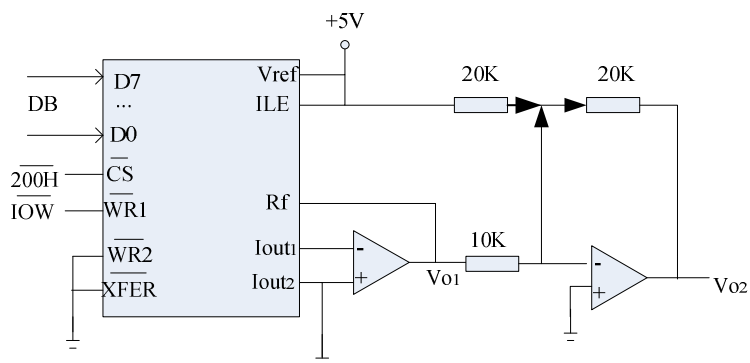 +5V
Vref
20K
20K
D7
DB
...
ILE
D0
CS
200H
IOW
WR1
Rf
WR2
Iout1
10K
-
-
XFER
Iout2
+
Vo1
+
Vo2